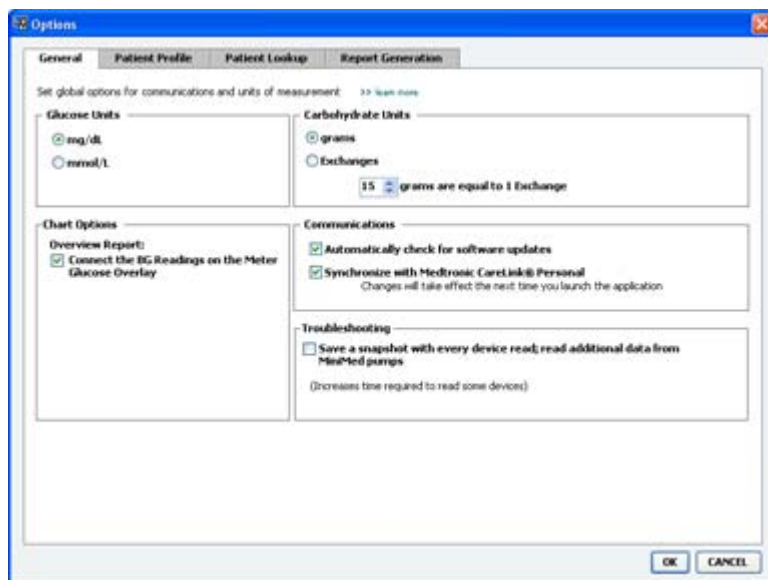 Options
General Patient Profile Patient Lookup Report Generation
Set global options for communications and units of measurement >> learn more
Glucose Units
mg/dL
mmol/L
Carbohydrate Units
grams
Exchanges
15 grams are equal to 1 Exchange
Chart Options
Overview Report:
Connect the BG Readings on the Meter
Glucose Overlay
Communications
Automatically check for software updates
Synchronize with Medtronic CareLink® Personal
Changes will take effect the next time you launch the application
Troubleshooting
Save a snapshot with every device read; read additional data from
MiniMed pumps
(Increases time required to read some devices)
OK CANCEL